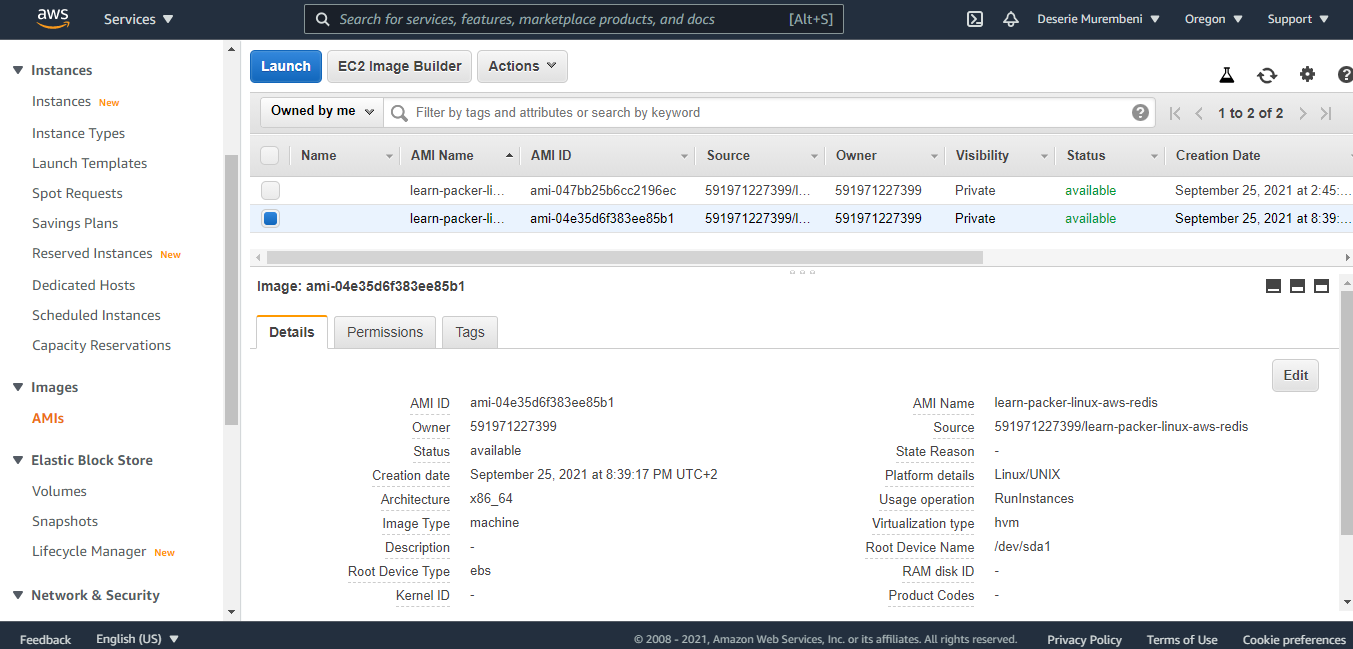 aws Services Search for services, features, marketplace products, and docs [Alt+S] Deserie Murembeni Oregon Support
Instances
Instances New
Instance Types
Launch Templates
Spot Requests
Savings Plans
Reserved Instances New
Dedicated Hosts
Scheduled Instances
Capacity Reservations
Images
AMIs
Elastic Block Store
Volumes
Snapshots
Lifecycle Manager New
Network & Security
Launch EC2 Image Builder Actions
Owned by me Filter by tags and attributes or search by keyword 1 to 2 of 2
Name AMI Name AMI ID Source Owner Visibility Status Creation Date
learn-packer-li... ami-047bb25b6cc2196ec 591971227399/l... 591971227399 Private available September 25, 2021 at 2:45:...
learn-packer-li... ami-04e35d6f383ee85b1 591971227399/l... 591971227399 Private available September 25, 2021 at 8:39:...
Image: ami-04e35d6f383ee85b1
Details Permissions Tags
Edit
AMI ID ami-04e35d6f383ee85b1 AMI Name learn-packer-linux-aws-redis
Owner 591971227399 Source 591971227399/learn-packer-linux-aws-redis
Status available State Reason -
Creation date September 25, 2021 at 8:39:17 PM UTC+2 Platform details Linux/UNIX
Architecture x86_64 Usage operation RunInstances
Image Type machine Virtualization type hvm
Description - Root Device Name /dev/sda1
Root Device Type ebs RAM disk ID -
Kernel ID - Product Codes -
Feedback English (US) © 2008 - 2021, Amazon Web Services, Inc. or its affiliates. All rights reserved. Privacy Policy Terms of Use Cookie preferences